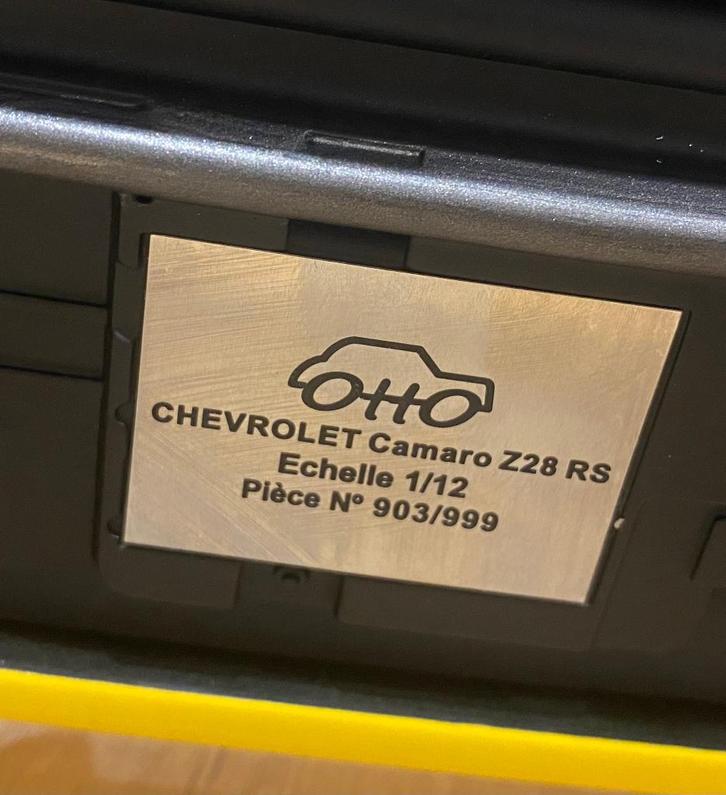 OttO
CHEVROLET Camaro Z28 RS
Echelle 1/12
Pièce Nº 903/999